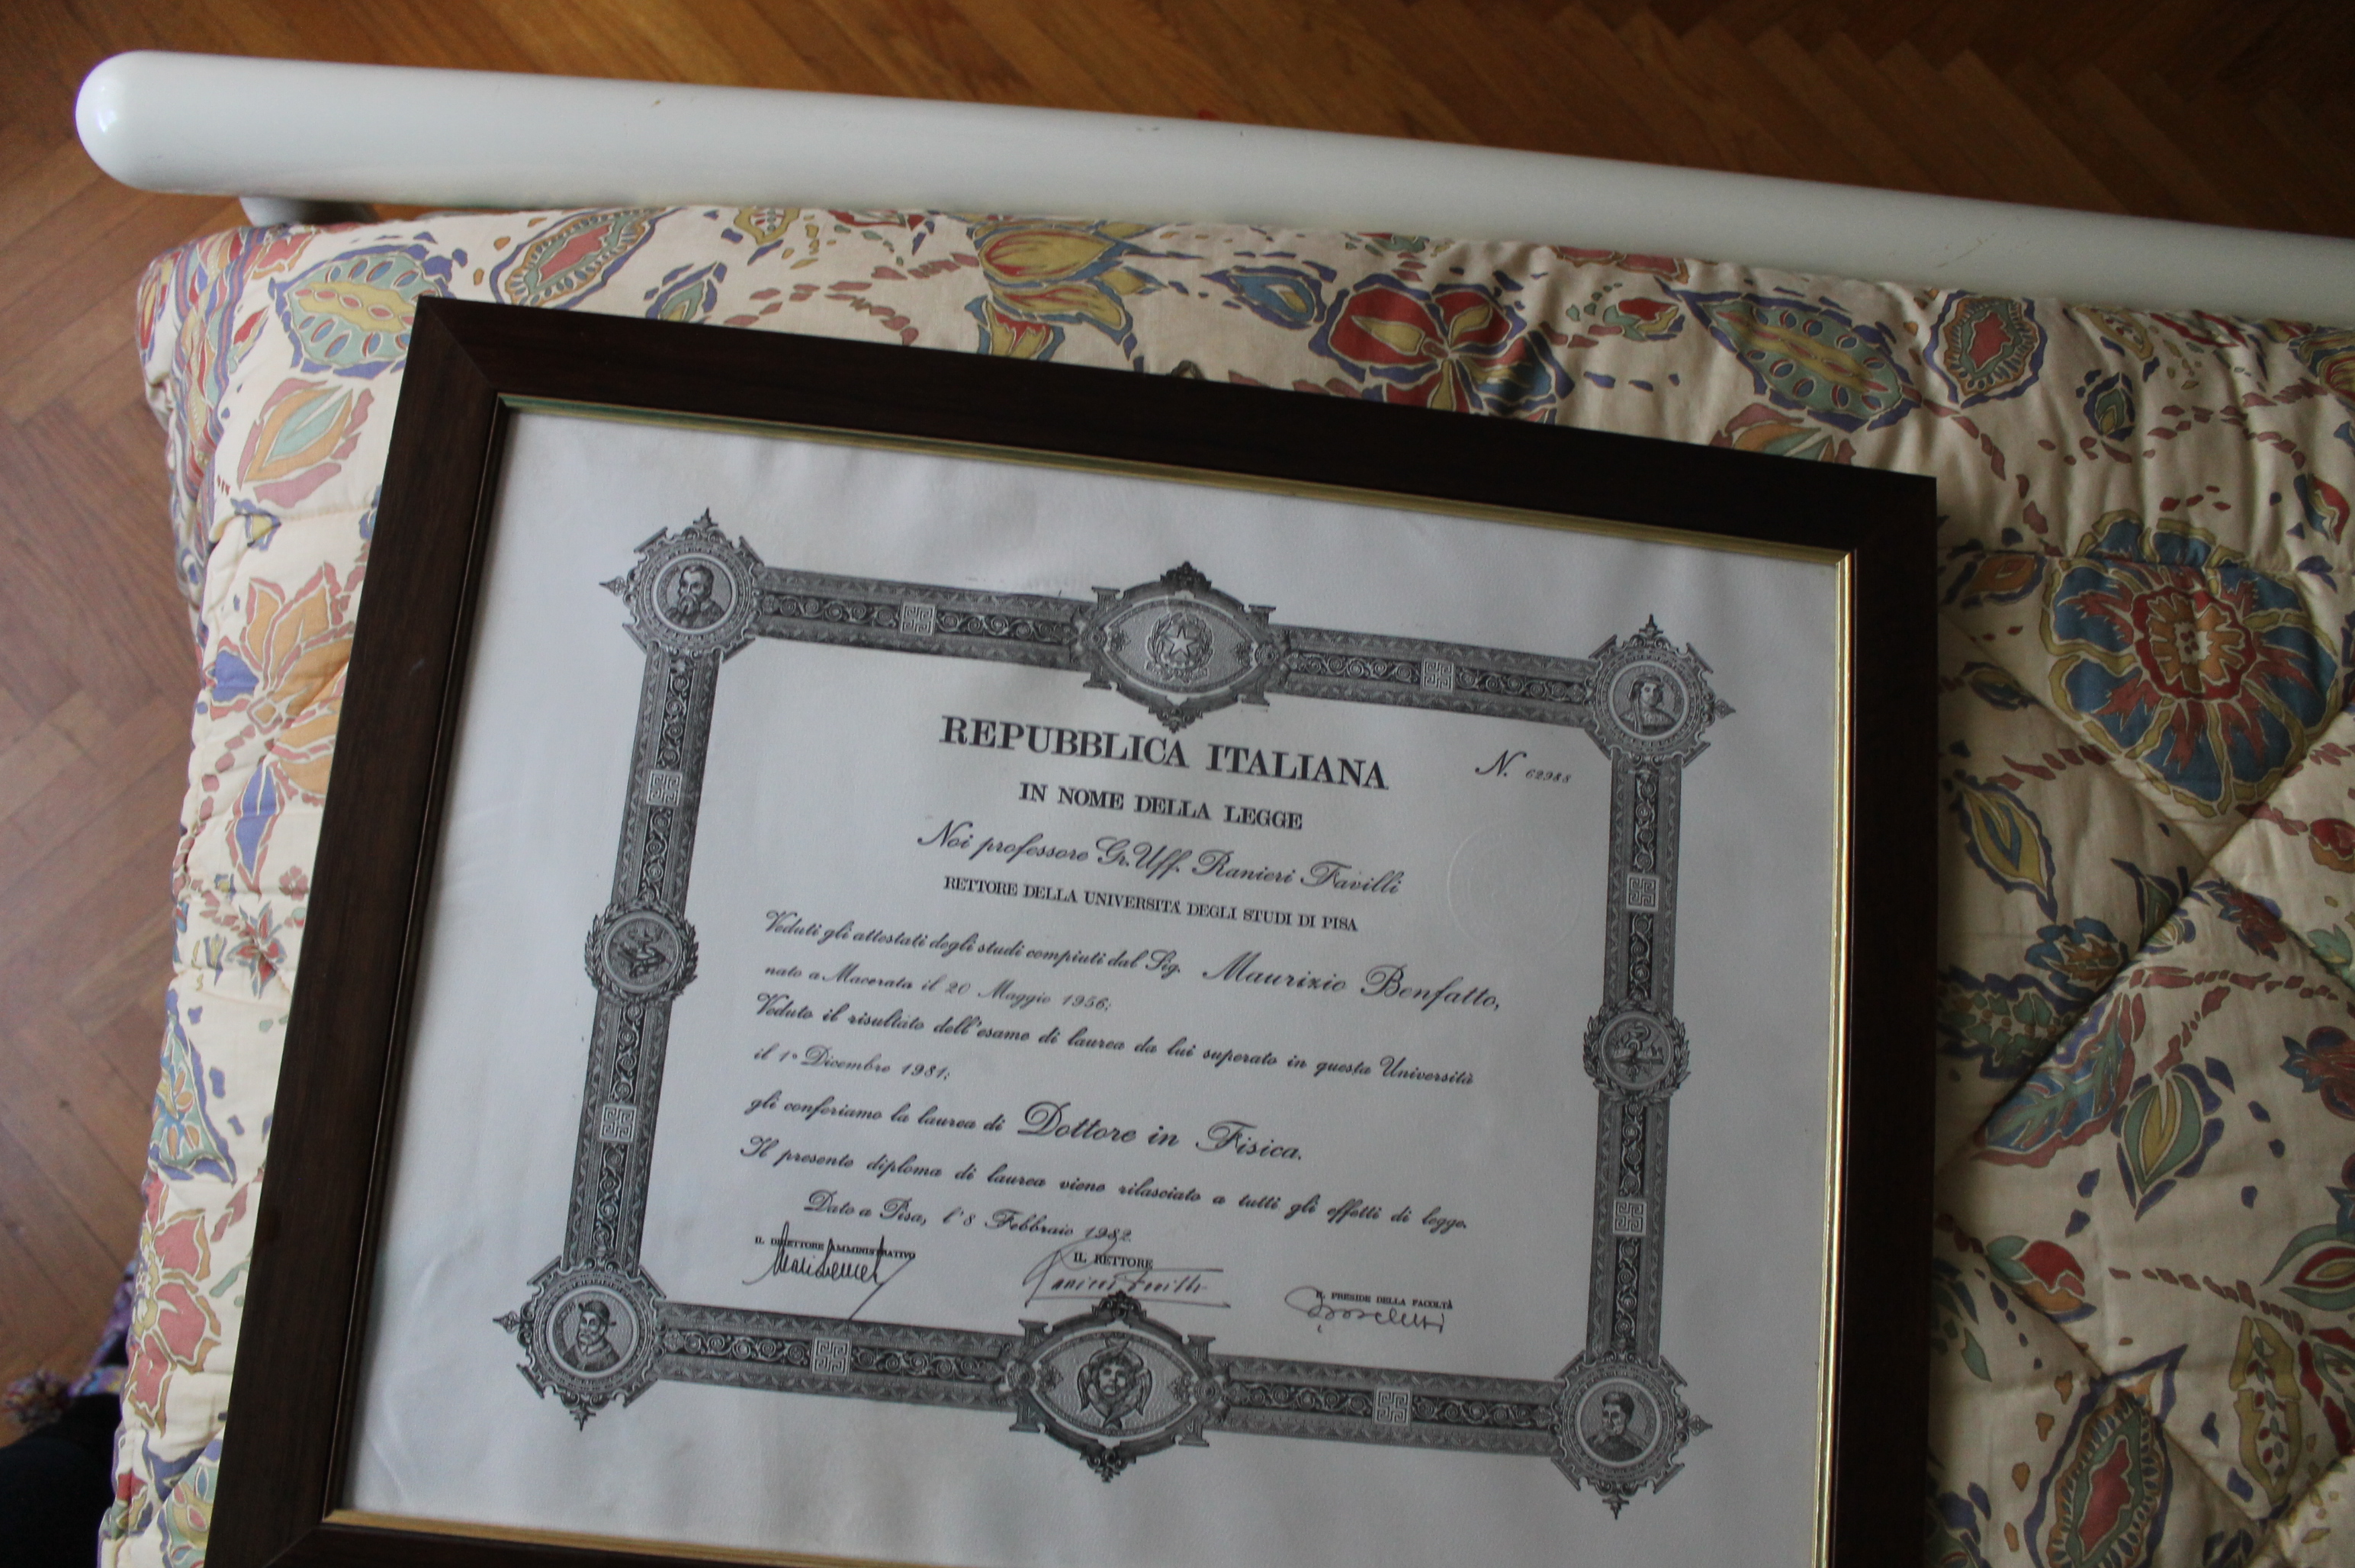 REPUBBLICA ITALIANA
N. 62988
IN NOME DELLA LEGGE
Noi professore Gr. Uff. Ranieri Favilli
RETTORE DELLA UNIVERSITA' DEGLI STUDI DI PISA
Veduti gli attestati degli studi compiuti dal Sig. Maurizio Benfatto,
nato a Macerata il 20 Maggio 1956;
Veduto il risultato dell'esame di laurea da lui superato in questa Università
il 1º Dicembre 1981;
gli conferiamo la laurea di Dottore in Fisica.
Il presente diploma di laurea viene rilasciato a tutti gli effetti di legge.
Dato a Pisa, l'8 Febbraio 1982
IL DIRETTORE AMMINISTRATIVO
IL RETTORE
IL PRESIDE DELLA FACOLTÀ